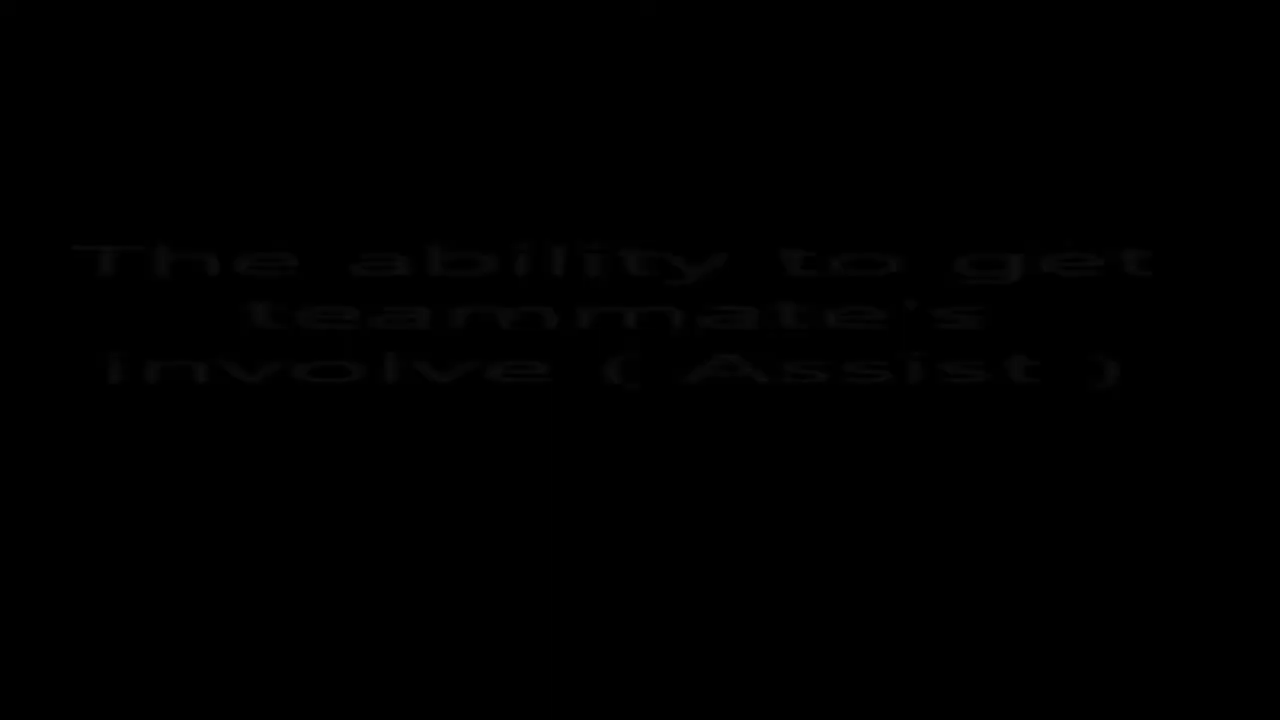 The ability to get
teammate's
involve ( Assist )